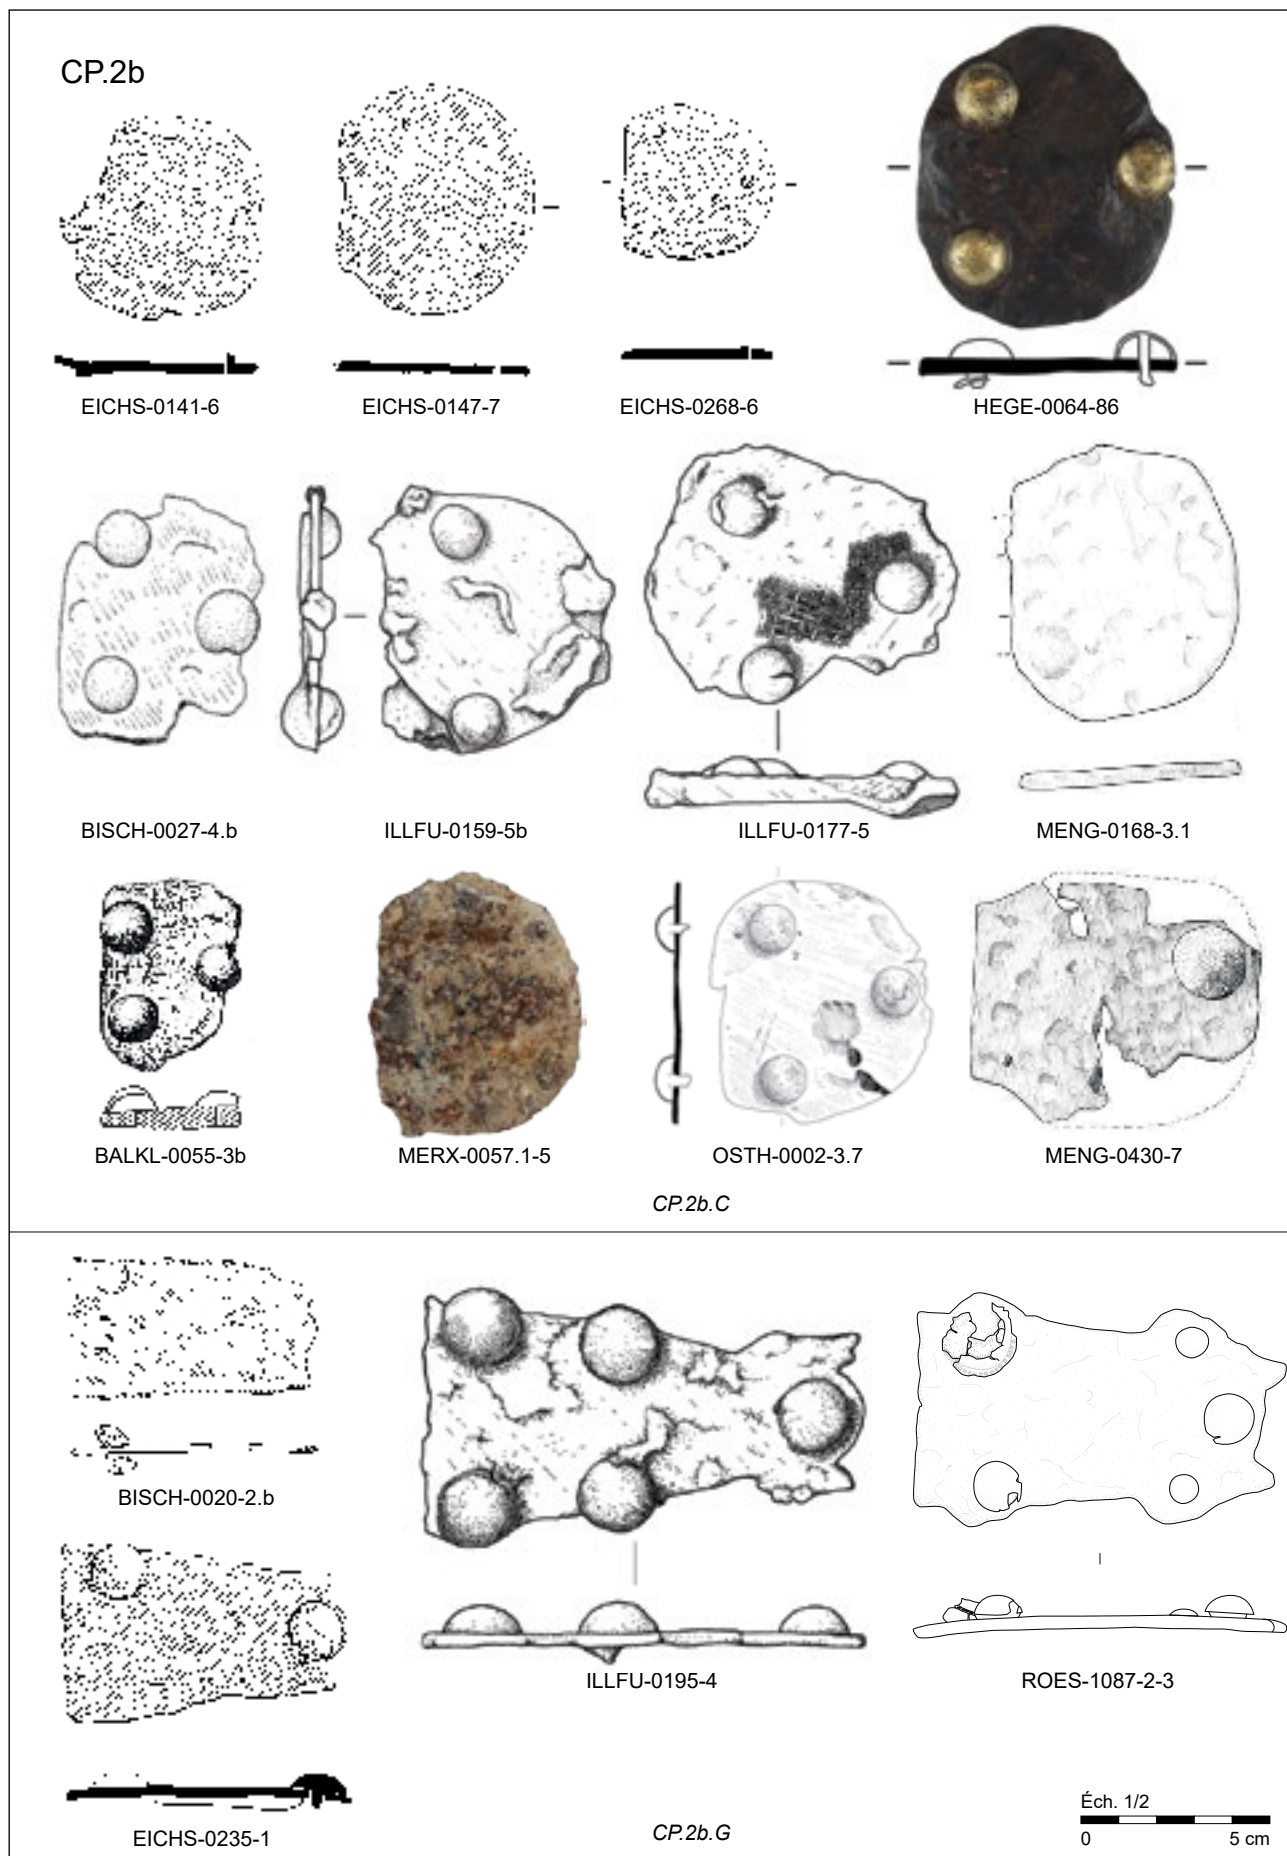 CP.2b
EICHS-0141-6
EICHS-0147-7
EICHS-0268-6
HEGE-0064-86
BISCH-0027-4.b
ILLFU-0159-5b
ILLFU-0177-5
MENG-0168-3.1
BALKL-0055-3b
MERX-0057.1-5
OSTH-0002-3.7
MENG-0430-7
CP.2b.C
BISCH-0020-2.b
ILLFU-0195-4
ROES-1087-2-3
EICHS-0235-1
CP.2b.G
Éch. 1/2
0 5 cm